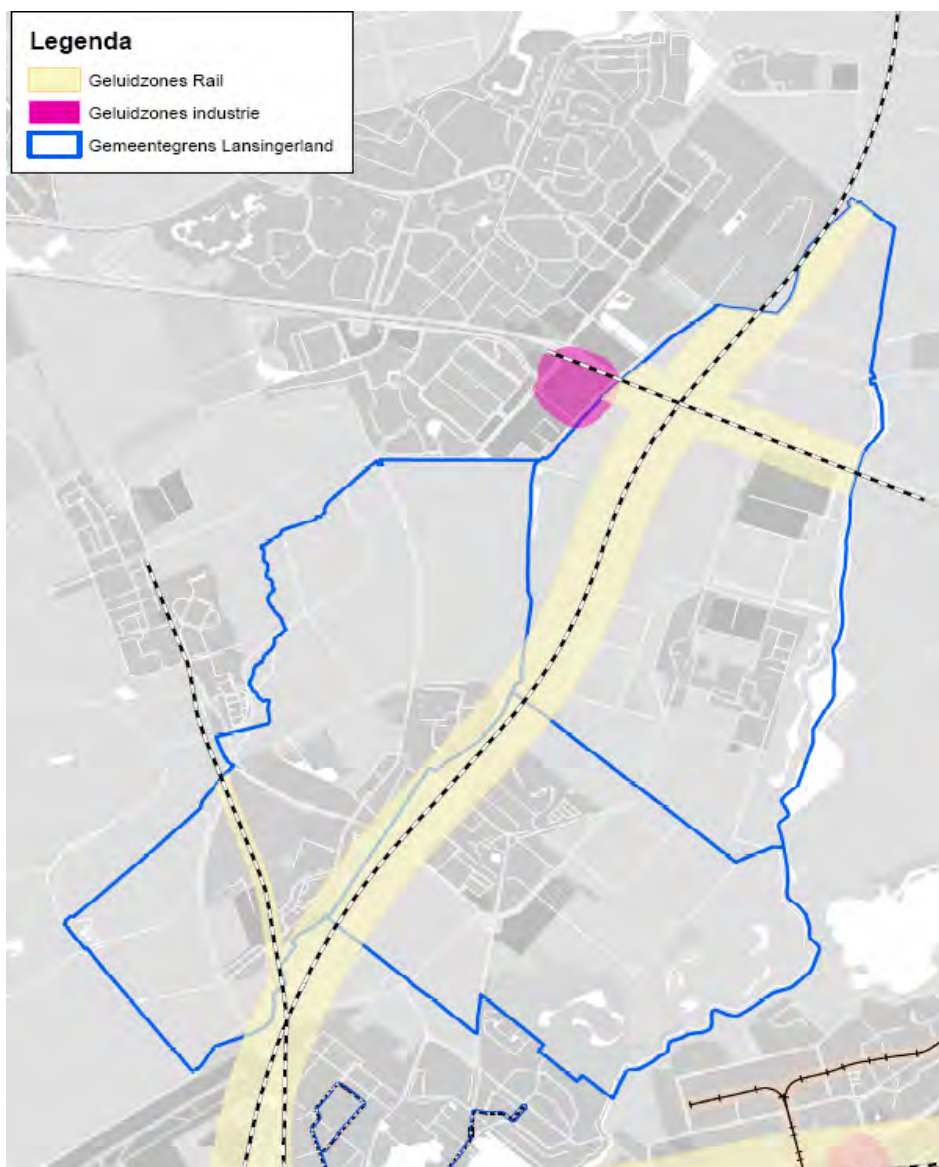 Legenda
Geluidzones Rail
Geluidzones industrie
Gemeentegrens Lansingerland